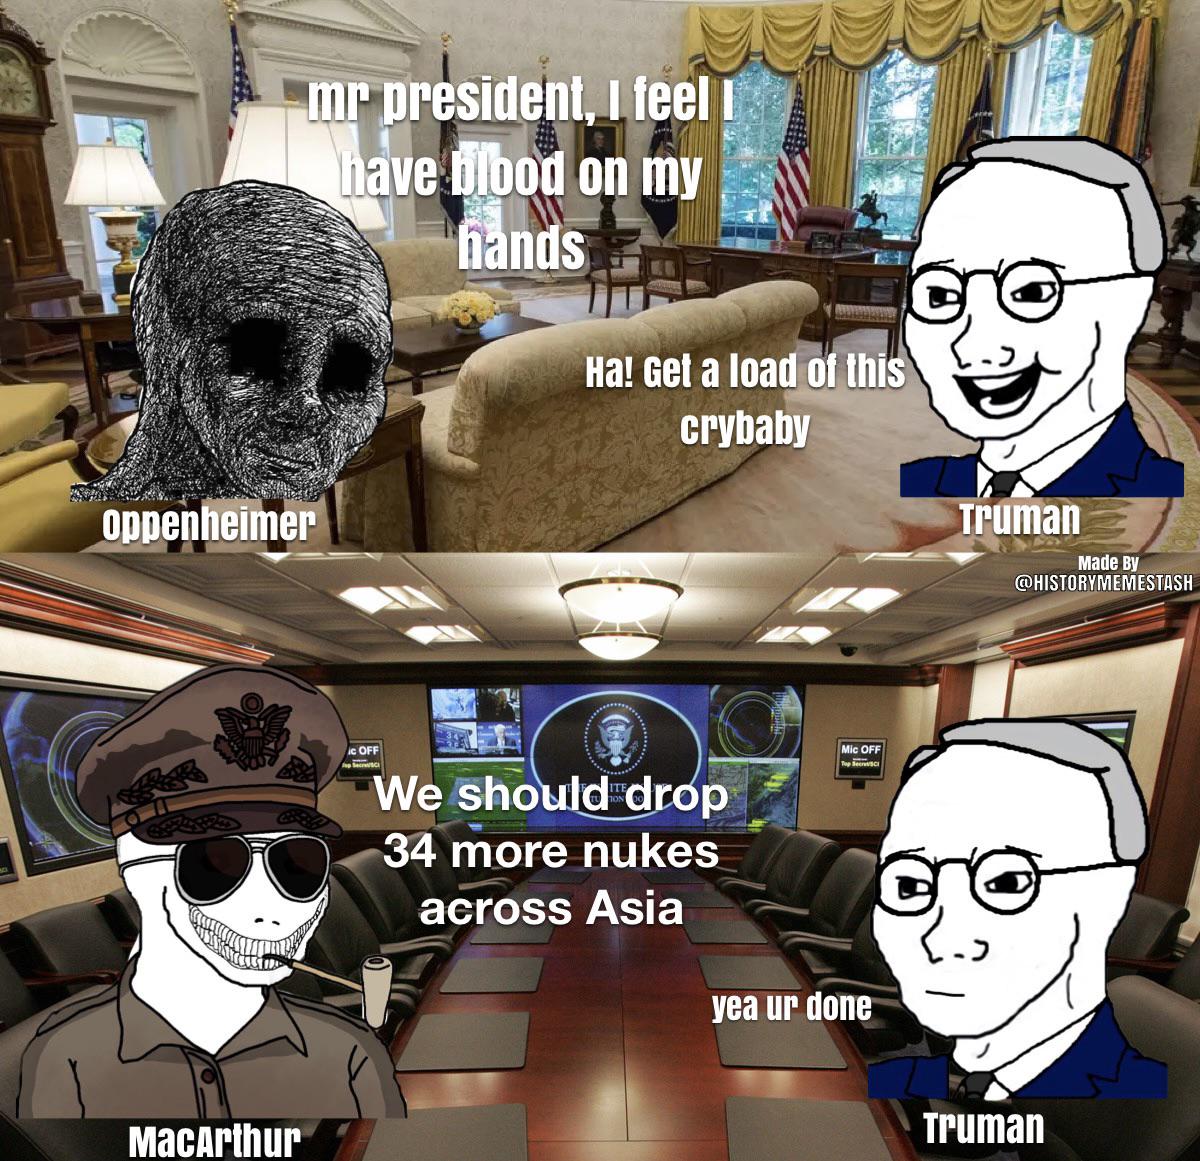 mr president, I feel I
have blood on my
hands
Ha! Get a load of this
crybaby
Oppenheimer
Truman
Made By
@HISTORYMEMESTASH
Mic OFF
Top Secret/SCI
We should drop
34 more nukes
across Asia
yea ur done
MacArthur
Truman